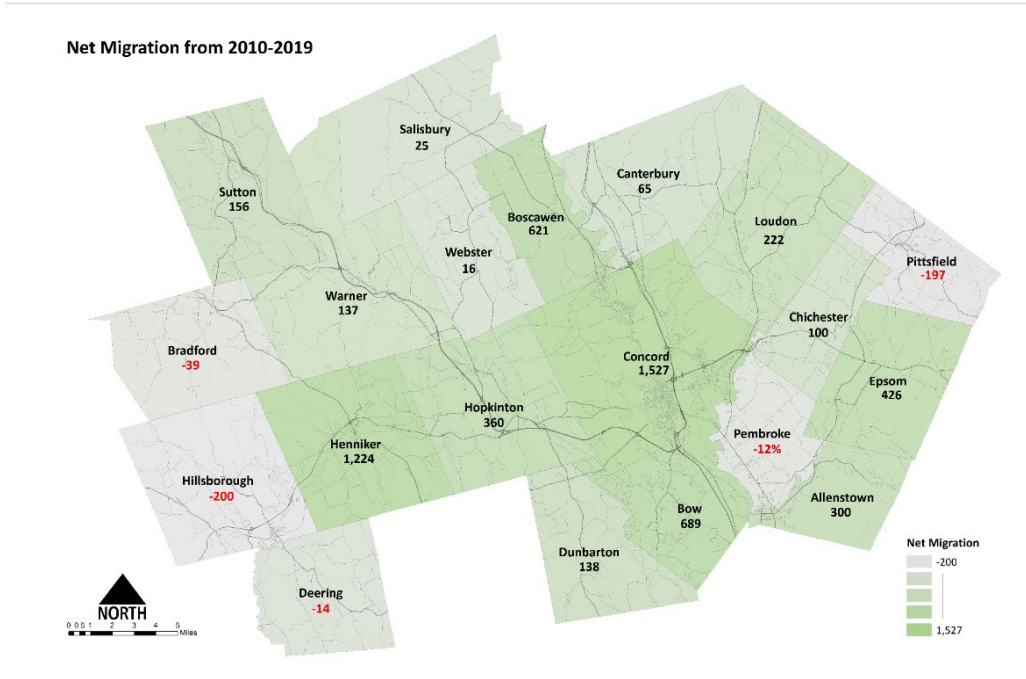 Net Migration from 2010-2019
Salisbury
25
Canterbury
65
Sutton
156
Boscawen
621
Loudon
222
Webster
16
Pittsfield
-197
Warner
137
Chichester
100
Bradford
-39
Concord
1,527
Epsom
426
Hopkinton
360
Henniker
1,224
Pembroke
-12%
Hillsborough
-200
Allenstown
300
Bow
689
Dunbarton
138
Deering
-14
Net Migration
-200
1,527
NORTH
0 0.5 1 2 3 4 5
Miles